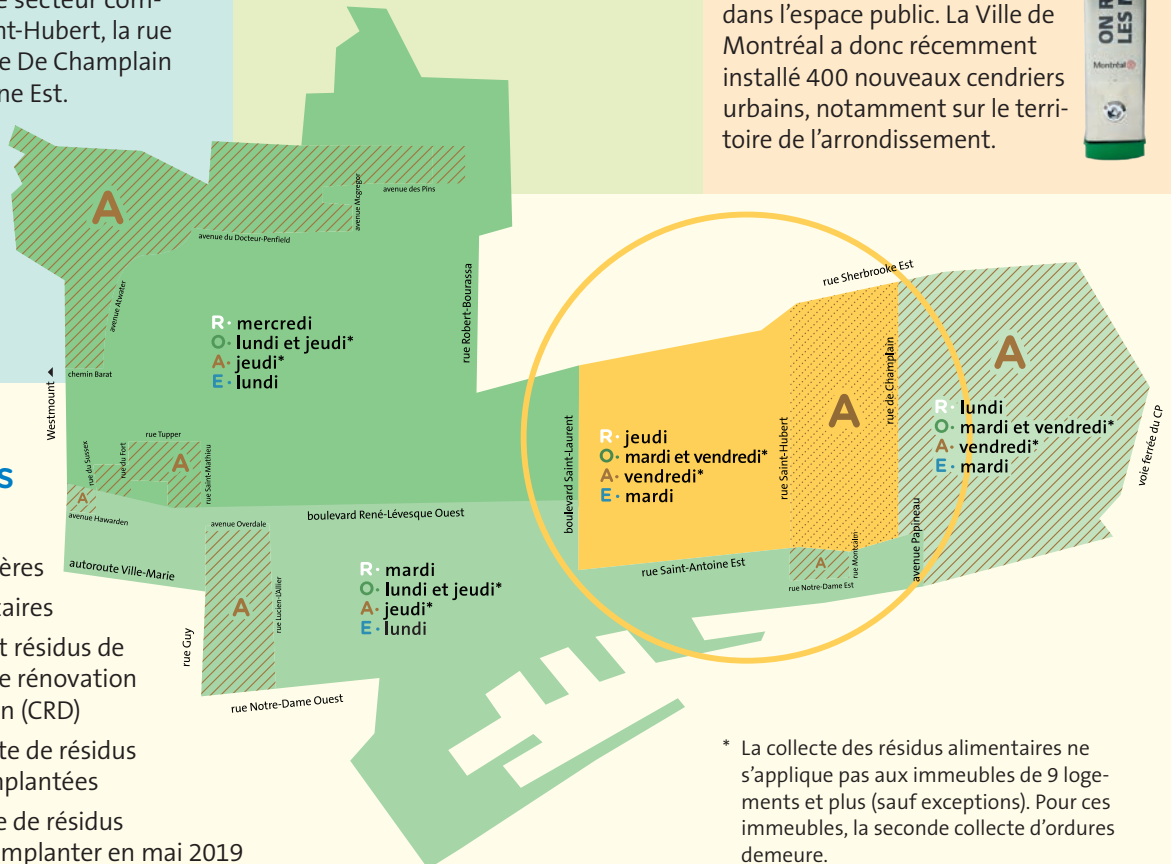 e secteur com-
nt-Hubert, la rue
e De Champlain
ne Est.
dans l'espace public. La Ville de
Montréal a donc récemment
installé 400 nouveaux cendriers
urbains, notamment sur le terri-
toire de l'arrondissement.
ON R
LES
Montréal
A
avenue Mcgregor
avenue des Pins
avenue du Docteur-Penfield
avenue Atwater
chemin Barat
Westmount
rue Robert-Bourassa
R· mercredi
O· lundi et jeudi*
A· jeudi*
E· lundi
rue Sherbrooke Est
boulevard Saint-Laurent
R· jeudi
O· mardi et vendredi*
A· vendredi*
E· mardi
rue Saint-Hubert
A
rue de Champlain
A
R· lundi
O· mardi et vendredi*
A· vendredi*
E· mardi
voie ferrée du CP
avenue Papineau
rue Tupper
rue du Sussex
rue du Fort
A
rue Saint-Mathieu
A
avenue Hawarden
s
avenue Overdale
boulevard René-Lévesque Ouest
autoroute Ville-Marie
rue Saint-Antoine Est
A
rue Montcalm
rue Notre-Dame Est
R· mardi
O· lundi et jeudi*
A· jeudi*
E· lundi
rue Guy
A
rue Lucien-L'Allier
rue Notre-Dame Ouest
ères
taires
t résidus de
e rénovation
n (CRD)
te de résidus
mplantées
e de résidus
implanter en mai 2019
* La collecte des résidus alimentaires ne
s'applique pas aux immeubles de 9 loge-
ments et plus (sauf exceptions). Pour ces
immeubles, la seconde collecte d'ordures
demeure.